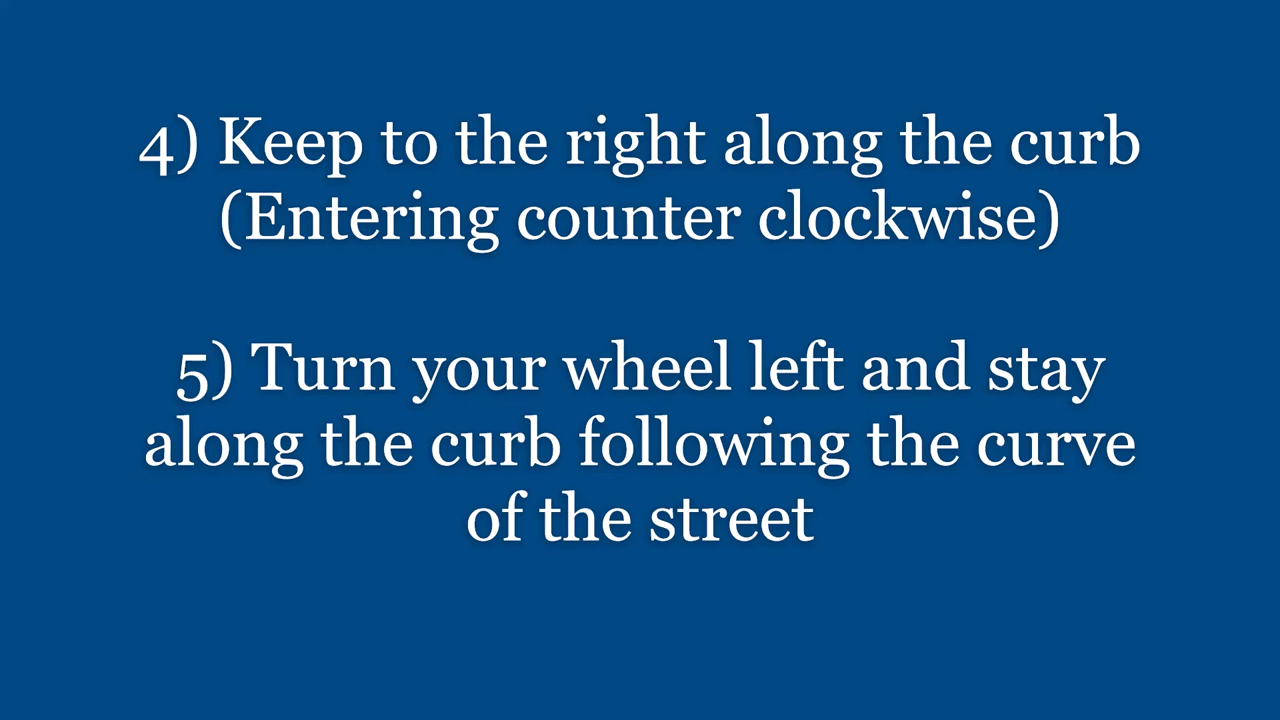 4) Keep to the right along the curb
(Entering counter clockwise)
5) Turn your wheel left and stay
along the curb following the curve
of the street